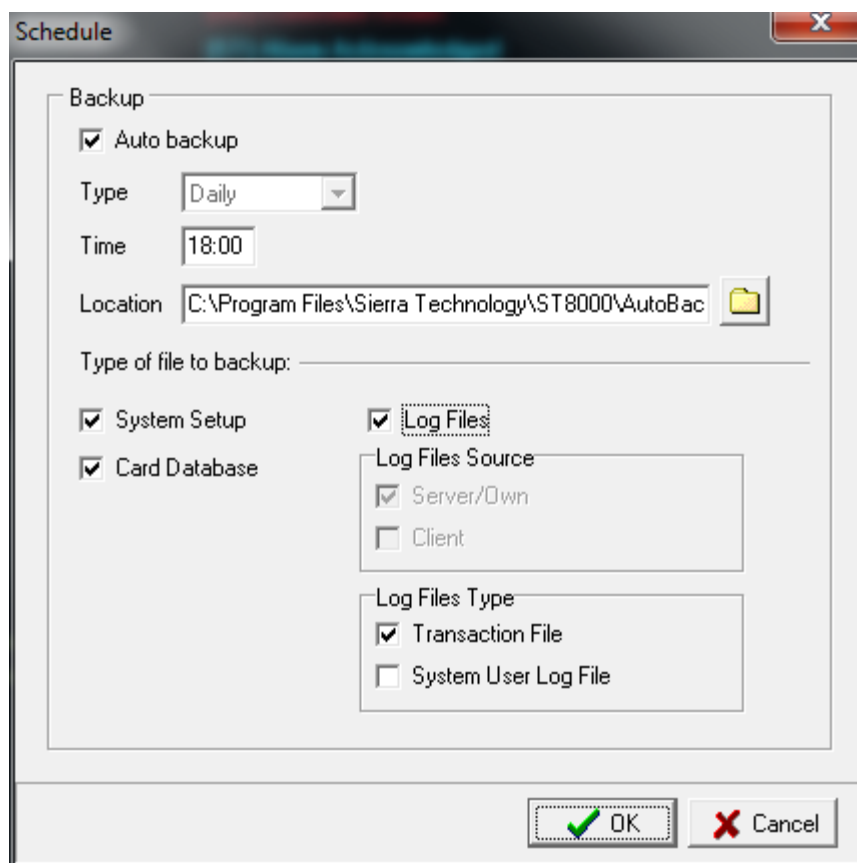 Schedule
Backup
Auto backup
Type Daily
Time 18:00
Location C:\Program Files\Sierra Technology\ST8000\AutoBac
Type of file to backup:
System Setup
Log Files
Card Database
Log Files Source
Server/Own
Client
Log Files Type
Transaction File
System User Log File
OK Cancel